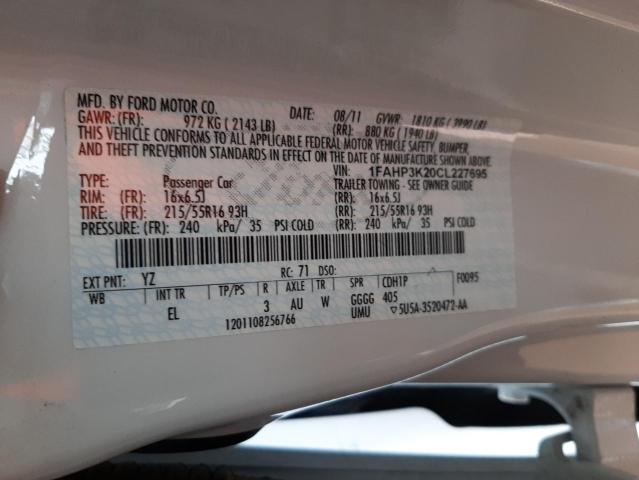 MFD. BY FORD MOTOR CO. DATE: 08/11 GVWR: 1810 KG ( 3990 LB)
GAWR: (FR): 972 KG ( 2143 LB) (RR): 880 KG ( 1940 LB)
THIS VEHICLE CONFORMS TO ALL APPLICABLE FEDERAL MOTOR VEHICLE SAFETY, BUMPER,
AND THEFT PREVENTION STANDARDS IN EFFECT ON THE DATE OF MANUFACTURE SHOWN ABOVE.
VIN: 1FAHP3K20CL227695
TYPE: Passenger Car TRAILER TOWING - SEE OWNER GUIDE
RIM: (FR): 16x6.5J (RR): 16x6.5J
TIRE: (FR): 215/55R16 93H (RR): 215/55R16 93H
PRESSURE: (FR): 240 kPa/ 35 PSI COLD (RR): 240 kPa/ 35 PSI COLD
EXT PNT: YZ RC: 71 DSO: F0095
WB INT TR TP/PS R AXLE TR SPR CDH1P
EL 3 AU W GGGG 405
1201108256766 UMU ▽5U5A-3520472-AA